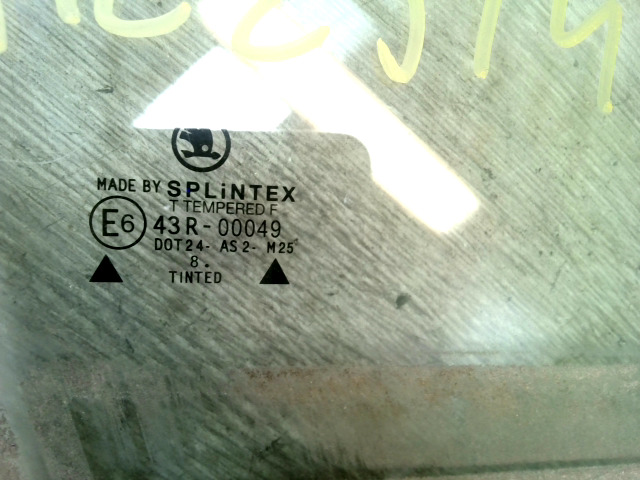 MADE BY SPLiNTEX
T TEMPERED F
E6 43R-00049
DOT24- AS2- M25
8.
TINTED